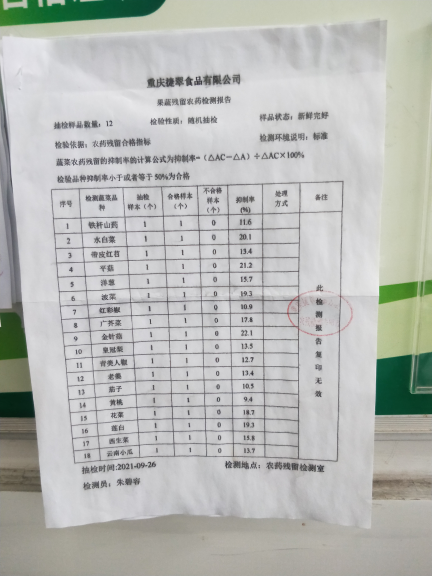 重庆捷翠食品有限公司
果蔬残留农药检测报告
抽检样品数量：12 检验性质：随机抽检 样品状态：新鲜完好
检验依据：农药残留合格指标 检测环境说明：标准
蔬菜农药残留的抑制率的计算公式为抑制率=（△AC－△A）÷△AC×100%
检验品种抑制率小于或者等于 50%为合格
序号 检测蔬菜品种 抽检样本（个） 合格样本（个） 不合格样本（个） 抑制率（%） 处理方式 备注
1 铁杆山药 1 1 0 11.6
2 水白菜 1 1 0 20.1
3 带皮红苕 1 1 0 13.4
4 平菇 1 1 0 21.2
5 洋葱 1 1 0 15.7
6 菠菜 1 1 0 19.3
7 红彩椒 1 1 0 10.9
8 广芥菜 1 1 0 17.8
9 金针菇 1 1 0 22.1
10 皇冠梨 1 1 0 13.5
11 青美人椒 1 1 0 12.7
12 老姜 1 1 0 13.4
13 茄子 1 1 0 10.5
14 黄桃 1 1 0 9.4
15 花菜 1 1 0 18.7
16 莲白 1 1 0 19.3
17 西生菜 1 1 0 15.8
18 云南小瓜 1 1 0 13.7
此检测报告复印无效
抽检时间:2021-09-26 检测地点：农药残留检测室
检测员：朱碧容